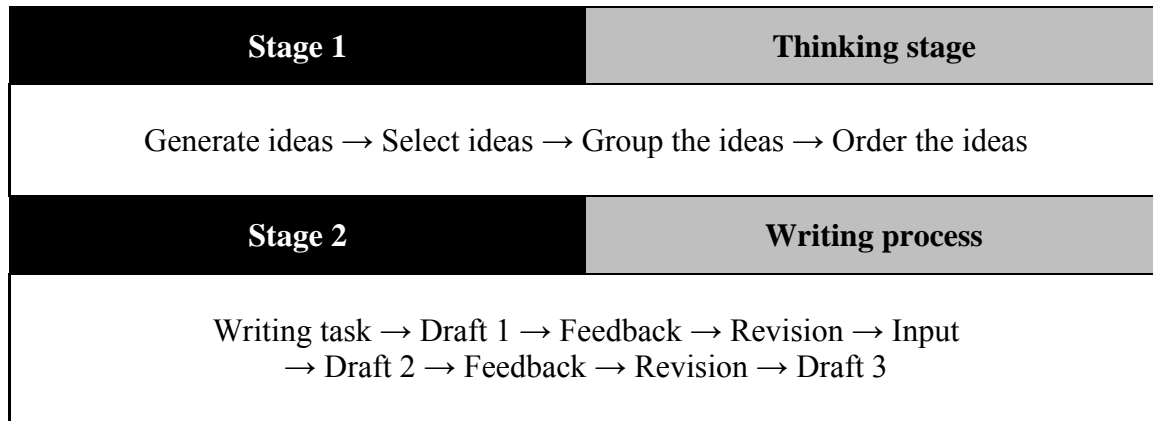 Stage 1 Thinking stage
Generate ideas → Select ideas → Group the ideas → Order the ideas
Stage 2 Writing process
Writing task → Draft 1 → Feedback → Revision → Input
→ Draft 2 → Feedback → Revision → Draft 3